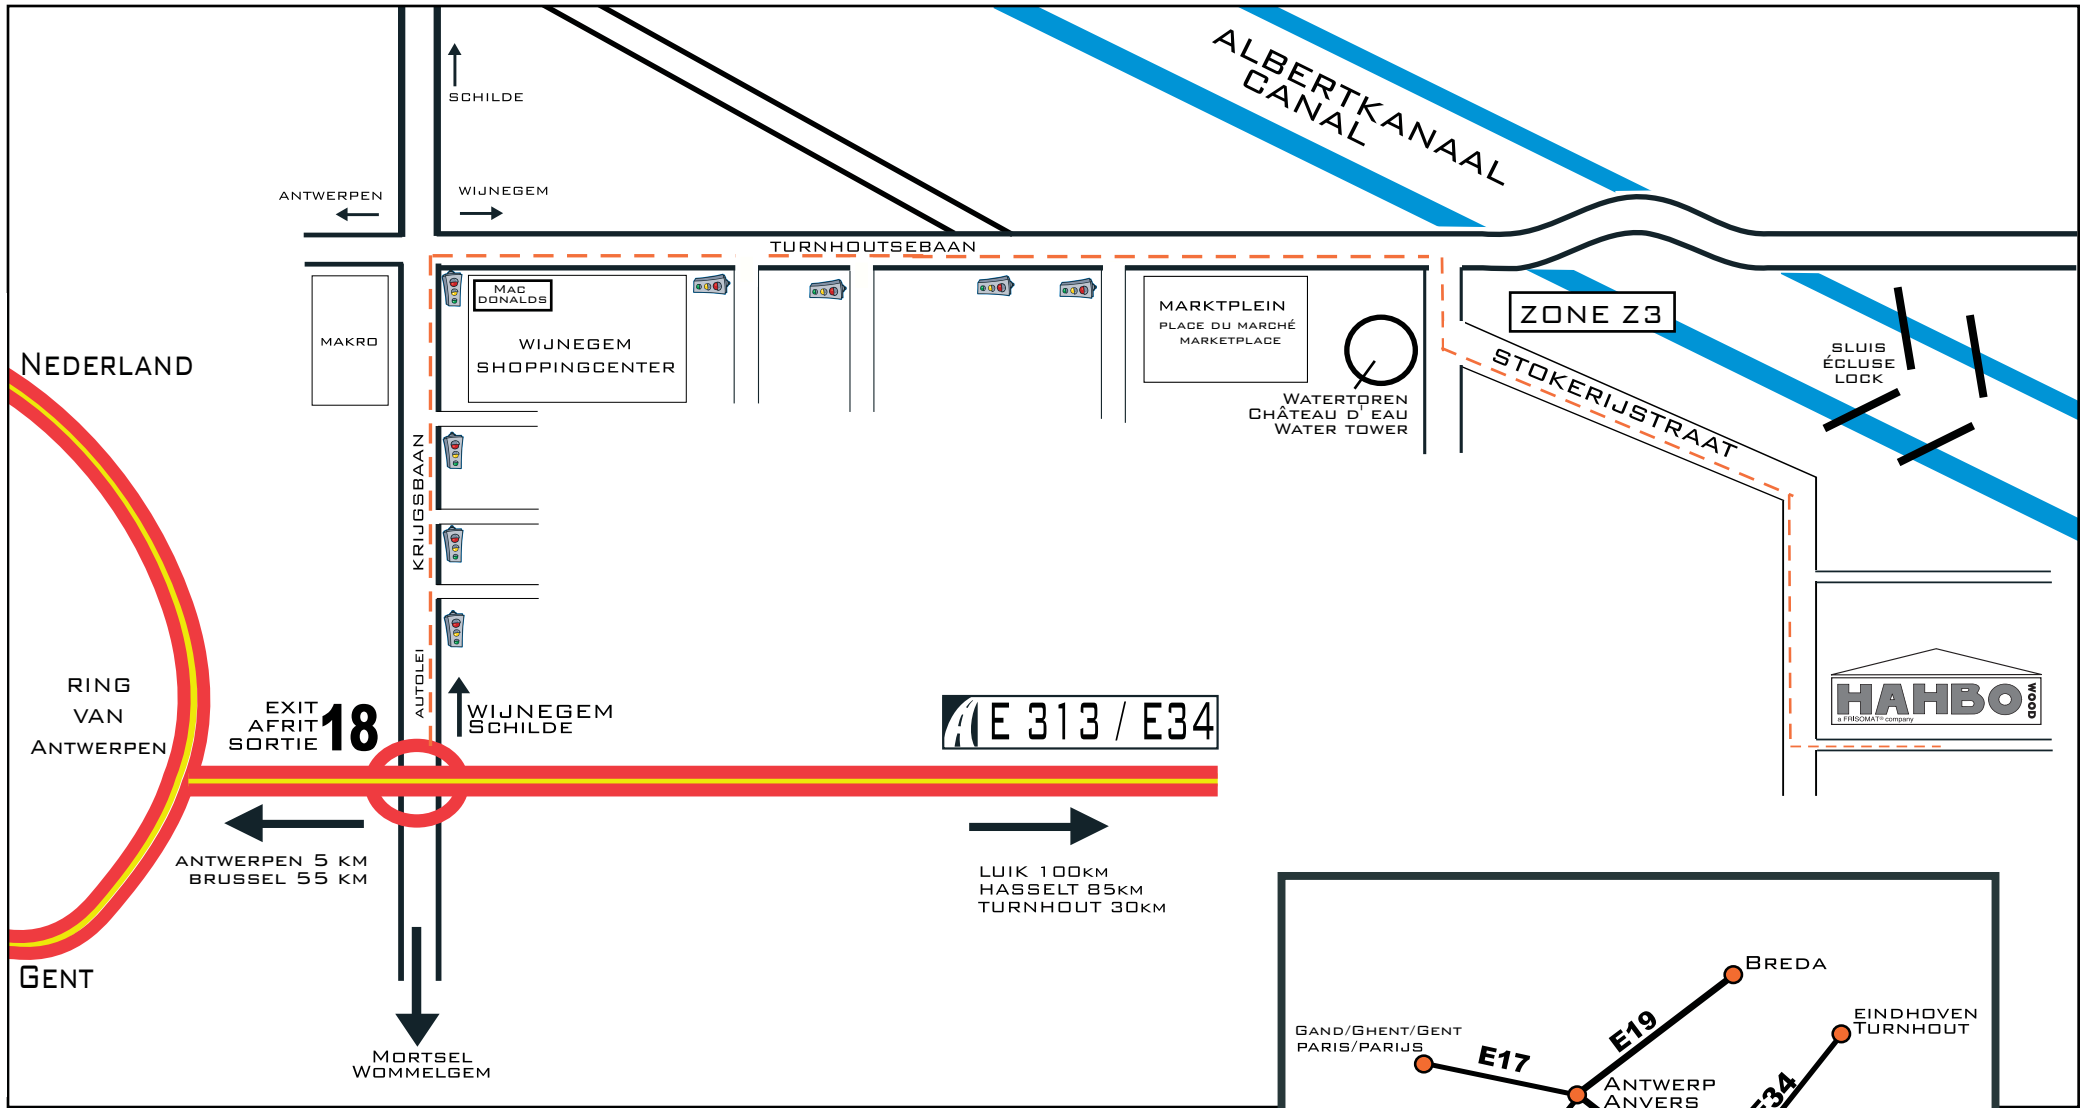 SCHILDE
ANTWERPEN
WIJNEGEM
TURNHOUTSEBAAN
ALBERTKANAAL
CANAL
MAKRO
MAC
DONALDS
WIJNEGEM
SHOPPINGCENTER
MARKTPLEIN
PLACE DU MARCHÉ
MARKETPLACE
WATERTOREN
CHÂTEAU D' EAU
WATER TOWER
ZONE Z3
STOKERIJSTRAAT
SLUIS
ÉCLUSE
LOCK
NEDERLAND
KRIJGSBAAN
AUTOLEI
RING
VAN
ANTWERPEN
EXIT
AFRIT
SORTIE
18
WIJNEGEM
SCHILDE
E 313 / E34
HAHBO
WOOD
a FRISOMAT® company
ANTWERPEN 5 KM
BRUSSEL 55 KM
LUIK 100KM
HASSELT 85KM
TURNHOUT 30KM
GENT
MORTSEL
WOMMELGEM
BREDA
EINDHOVEN
TURNHOUT
GAND/GHENT/GENT
PARIS/PARIJS
E19
E17
E34
ANTWERP
ANVERS